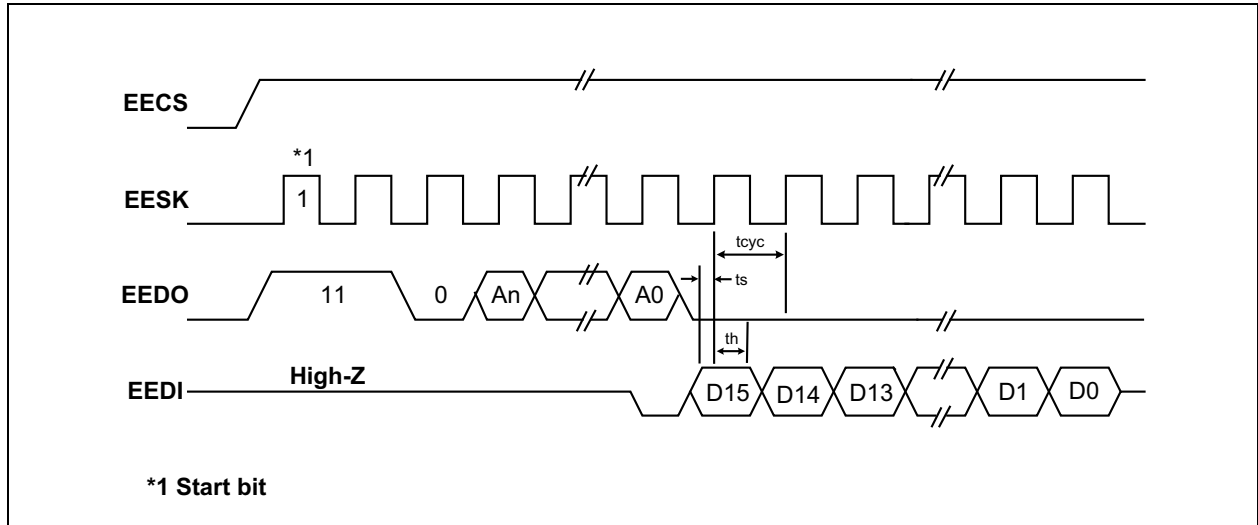 EECS
*1
EESK 1
tcyc
EEDO 11 0 An A0 ts
th
EEDI High-Z D15 D14 D13 D1 D0
*1 Start bit